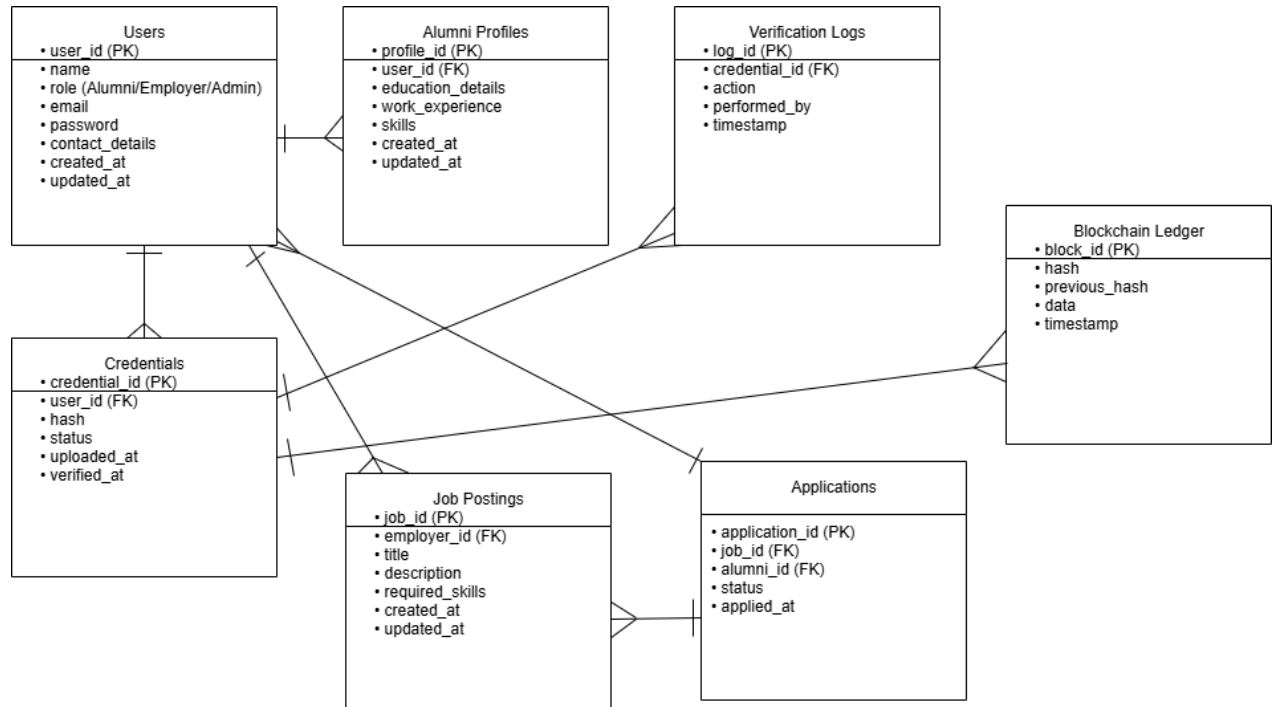 Users
• user_id (PK)
• name
• role (Alumni/Employer/Admin)
• email
• password
• contact_details
• created_at
• updated_at
Alumni Profiles
• profile_id (PK)
• user_id (FK)
• education_details
• work_experience
• skills
• created_at
• updated_at
Verification Logs
• log_id (PK)
• credential_id (FK)
• action
• performed_by
• timestamp
Blockchain Ledger
• block_id (PK)
• hash
• previous_hash
• data
• timestamp
Credentials
• credential_id (PK)
• user_id (FK)
• hash
• status
• uploaded_at
• verified_at
Job Postings
• job_id (PK)
• employer_id (FK)
• title
• description
• required_skills
• created_at
• updated_at
Applications
• application_id (PK)
• job_id (FK)
• alumni_id (FK)
• status
• applied_at